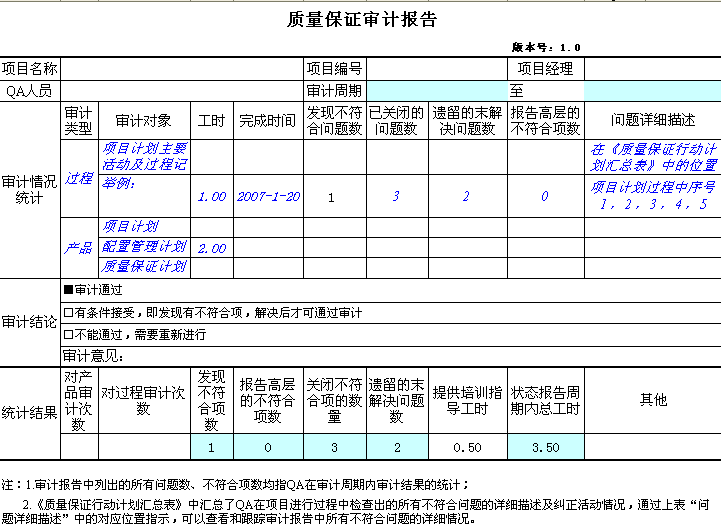 质量保证审计报告
版本号：1.0
项目名称 项目编号 项目经理
QA人员 审计周期 至
审计情况统计
审计类型 审计对象 工时 完成时间 发现不符合问题数 已关闭的问题数 遗留的未解决问题数 报告高层的不符合项数 问题详细描述
过程 项目计划主要活动及过程记 在《质量保证行动计划汇总表》中的位置
举例： 1.00 2007-1-20 1 3 2 0 项目计划过程中序号1，2，3，4，5
产品 项目计划
配置管理计划 2.00
质量保证计划
审计结论
■审计通过
□有条件接受，即发现有不符合项，解决后才可通过审计
□不能通过，需要重新进行
审计意见：
统计结果
对产品审计次数 对过程审计次数 发现不符合项数 报告高层的不符合项数 关闭不符合项的数量 遗留的未解决问题数 提供培训指导工时 状态报告周期内总工时 其他
1 0 3 2 0.50 3.50
注：1.审计报告中列出的所有问题数、不符合项数均指QA在审计周期内审计结果的统计；
2.《质量保证行动计划汇总表》中汇总了QA在项目进行过程中检查出的所有不符合问题的详细描述及纠正活动情况，通过上表“问
题详细描述”中的对应位置指示，可以查看和跟踪审计报告中所有不符合问题的详细情况。